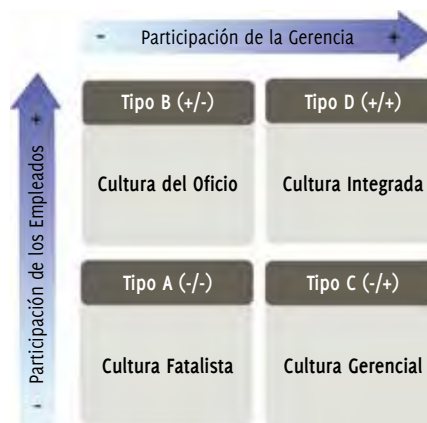 - Participación de la Gerencia +
+
Participación de los Empleados
-
Tipo B (+/-)
Tipo D (+/+)
Cultura del Oficio
Cultura Integrada
Tipo A (-/-)
Tipo C (-/+)
Cultura Fatalista
Cultura Gerencial